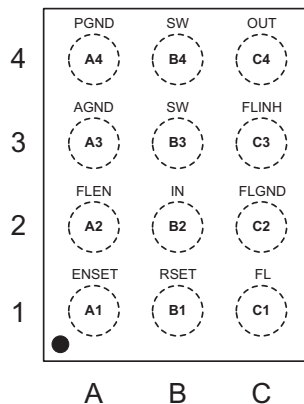 PGND SW OUT
4 A4 B4 C4
AGND SW FLINH
3 A3 B3 C3
FLEN IN FLGND
2 A2 B2 C2
ENSET RSET FL
1 A1 B1 C1
A B C